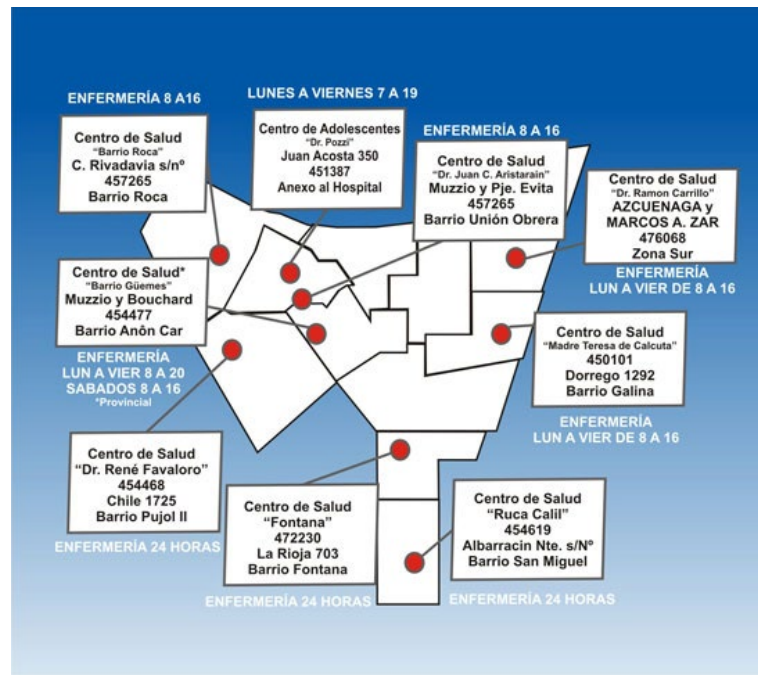 ENFERMERÍA 8 A16
Centro de Salud
“Barrio Roca”
C. Rivadavia s/nº
457265
Barrio Roca
LUNES A VIERNES 7 A 19
Centro de Adolescentes
“Dr. Pozzi”
Juan Acosta 350
451387
Anexo al Hospital
ENFERMERÍA 8 A 16
Centro de Salud
“Dr. Juan C. Aristarain”
Muzzio y Pje. Evita
457265
Barrio Unión Obrera
Centro de Salud
“Dr. Ramon Carrillo”
AZCUENAGA y
MARCOS A. ZAR
476068
Zona Sur
ENFERMERÍA
LUN A VIER DE 8 A 16
Centro de Salud*
“Barrio Güemes”
Muzzio y Bouchard
454477
Barrio Anôn Car
ENFERMERÍA
LUN A VIER 8 A 20
SABADOS 8 A 16
*Provincial
Centro de Salud
“Madre Teresa de Calcuta”
450101
Dorrego 1292
Barrio Galina
ENFERMERÍA
LUN A VIER DE 8 A 16
Centro de Salud
“Dr. René Favaloro”
454468
Chile 1725
Barrio Pujol II
ENFERMERÍA 24 HORAS
Centro de Salud
“Fontana”
472230
La Rioja 703
Barrio Fontana
ENFERMERÍA 24 HORAS
Centro de Salud
“Ruca Calil”
454619
Albarracin Nte. s/Nº
Barrio San Miguel
ENFERMERÍA 24 HORAS